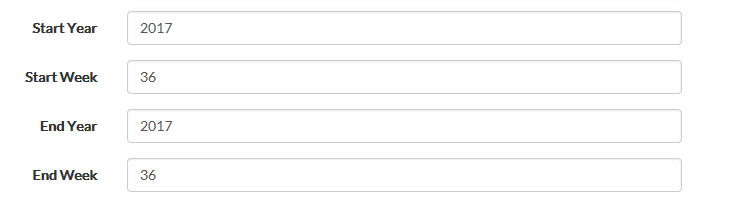 Start Year 2017
Start Week 36
End Year 2017
End Week 36